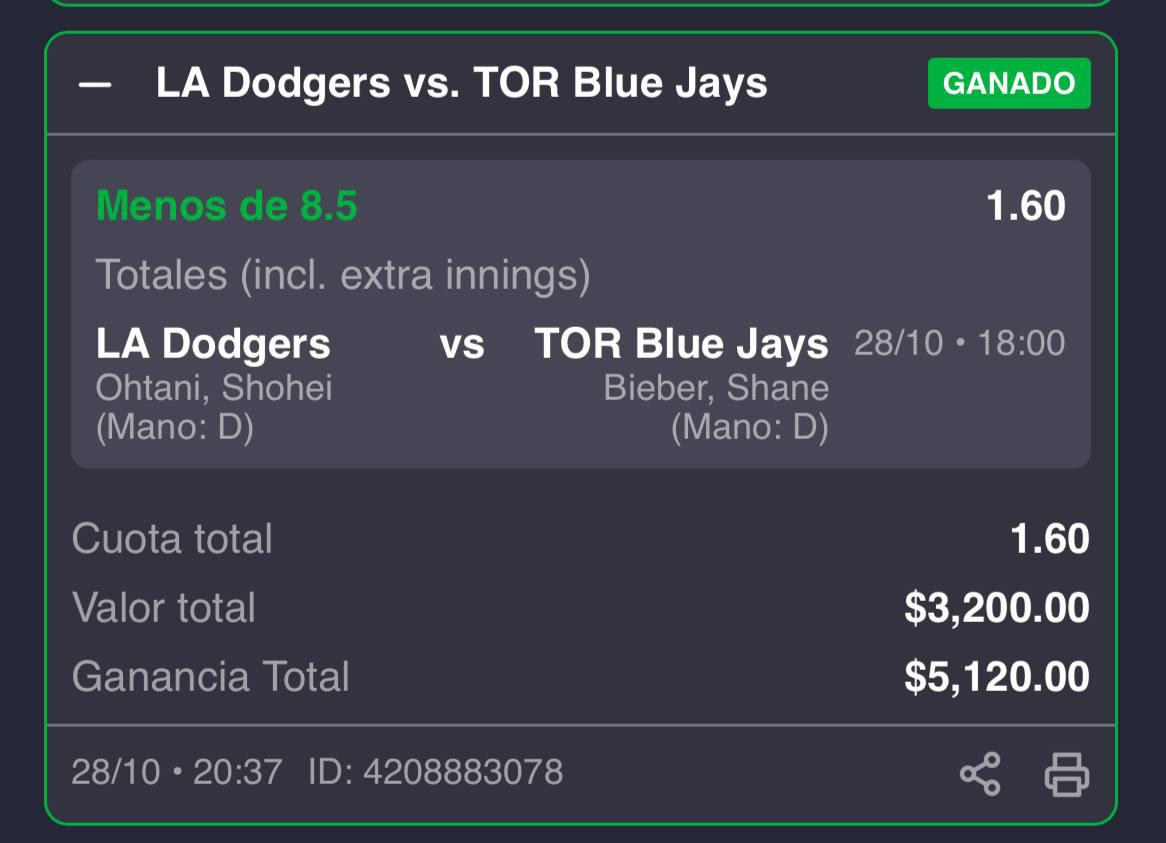 LA Dodgers vs. TOR Blue Jays GANADO
Menos de 8.5 1.60
Totales (incl. extra innings)
LA Dodgers vs TOR Blue Jays 28/10 • 18:00
Ohtani, Shohei Bieber, Shane
(Mano: D) (Mano: D)
Cuota total 1.60
Valor total $3,200.00
Ganancia Total $5,120.00
28/10 • 20:37 ID: 4208883078